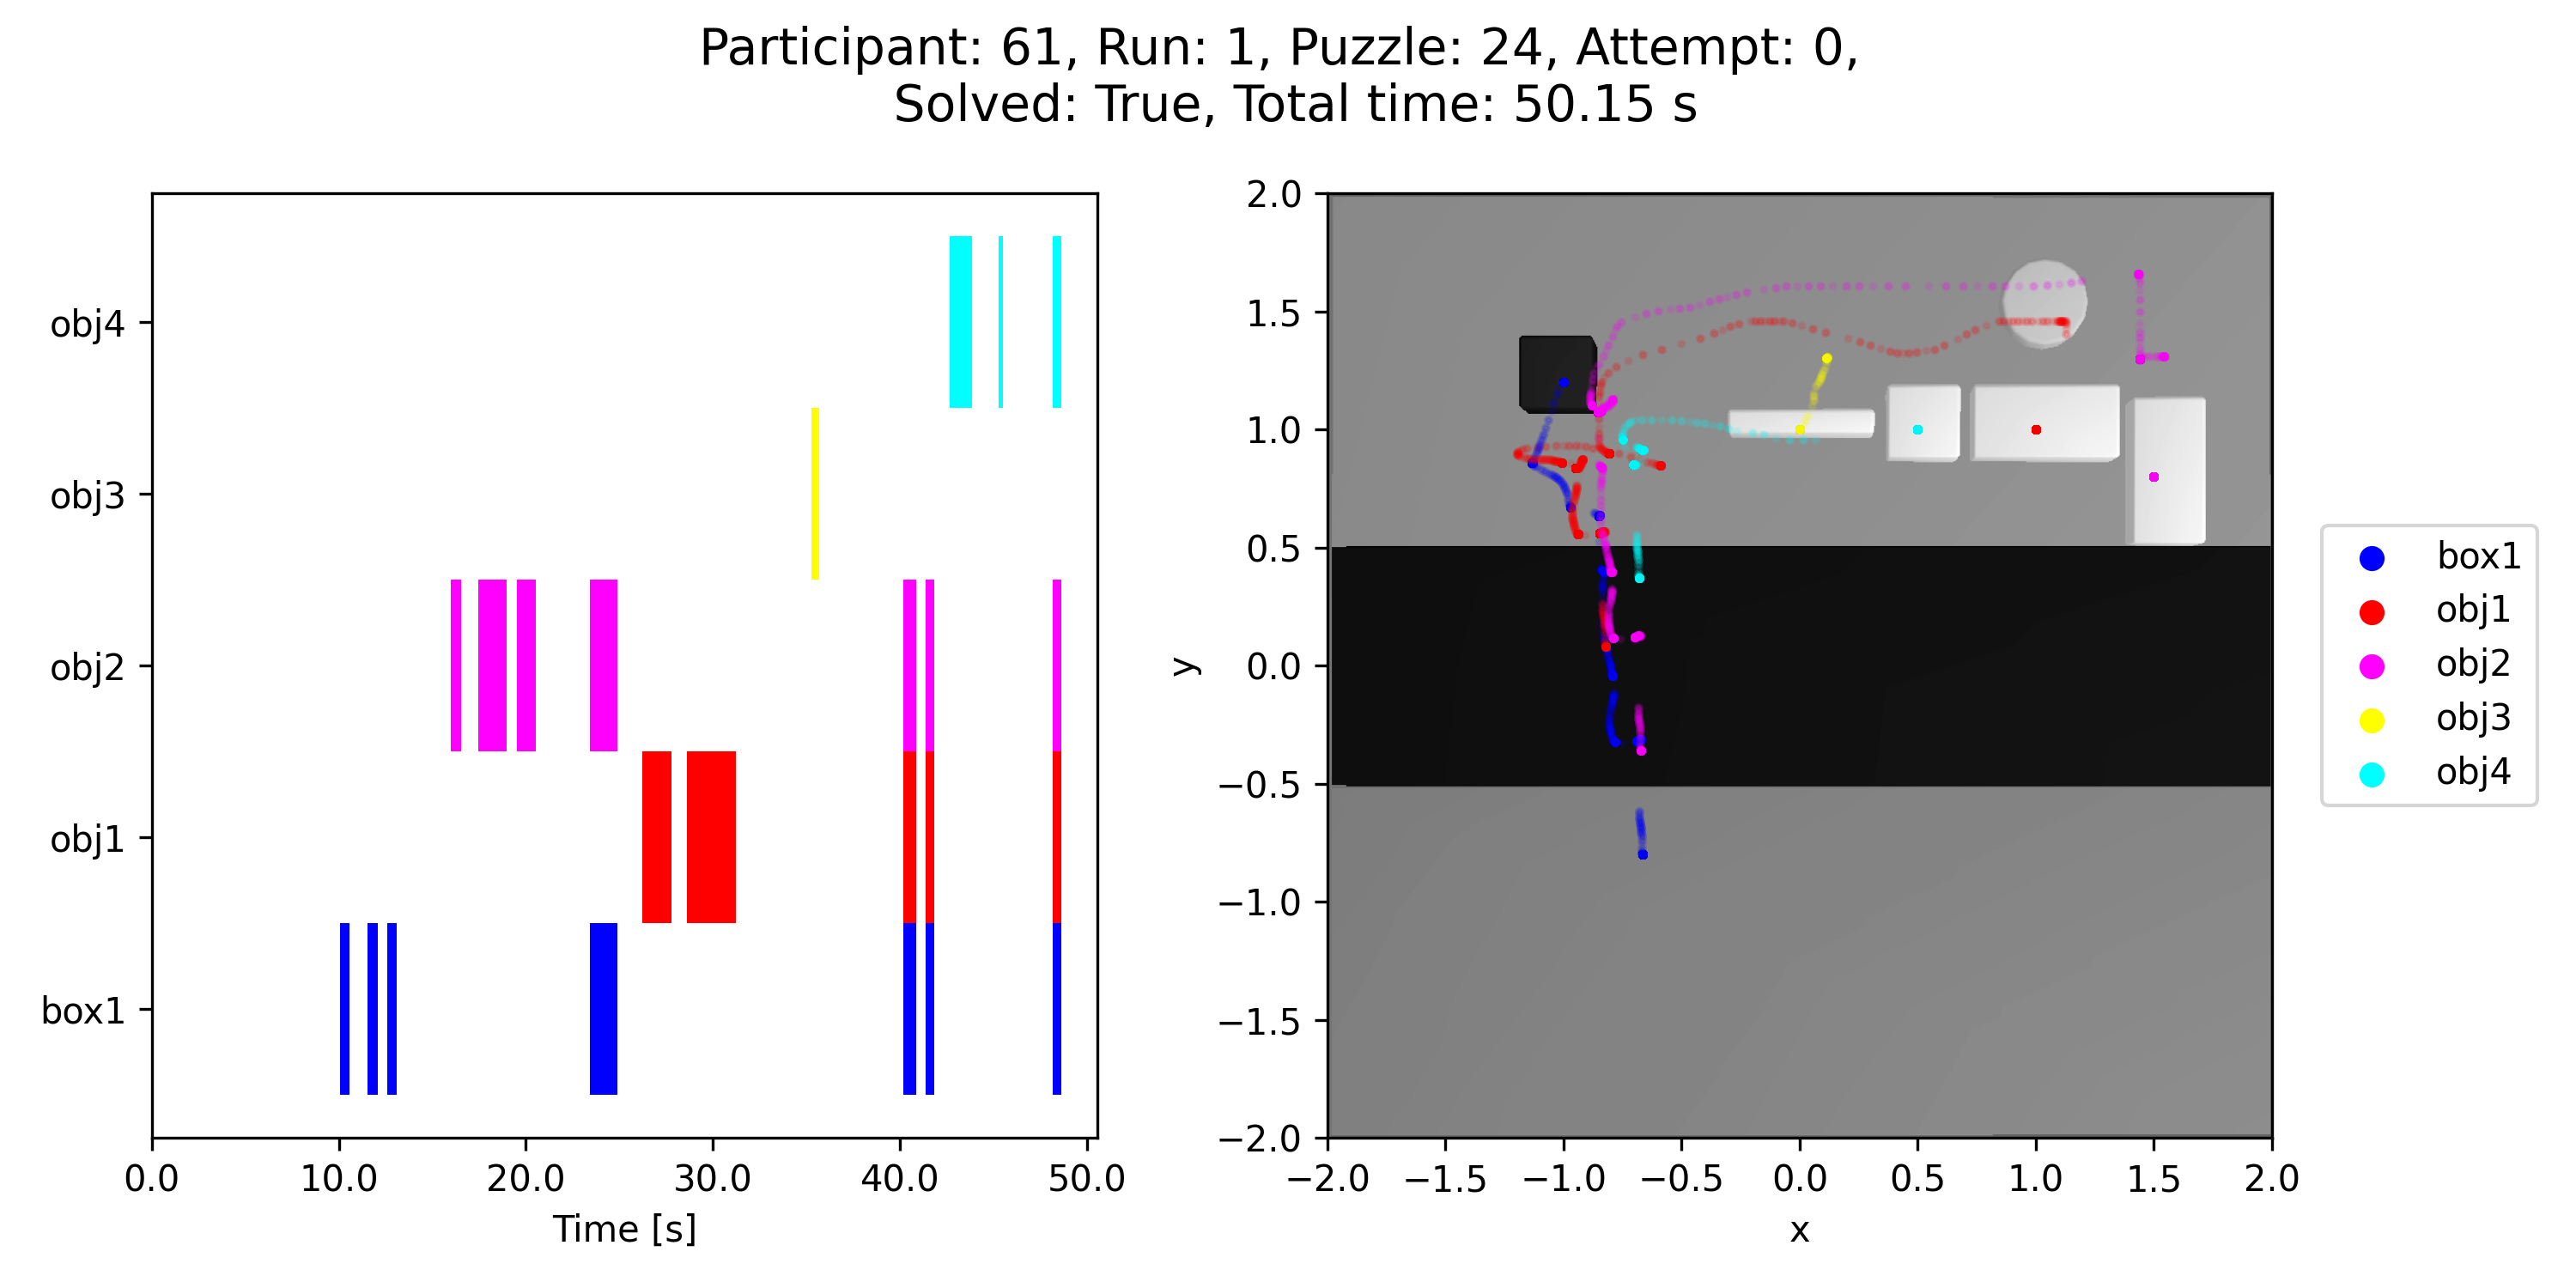 Participant: 61, Run: 1, Puzzle: 24, Attempt: 0,
Solved: True, Total time: 50.15 s
obj4
obj3
obj2
obj1
box1
0.0 10.0 20.0 30.0 40.0 50.0
Time [s]
2.0
1.5
1.0
0.5
0.0
−0.5
−1.0
−1.5
−2.0
y
−2.0 −1.5 −1.0 −0.5 0.0 0.5 1.0 1.5 2.0
x
box1
obj1
obj2
obj3
obj4